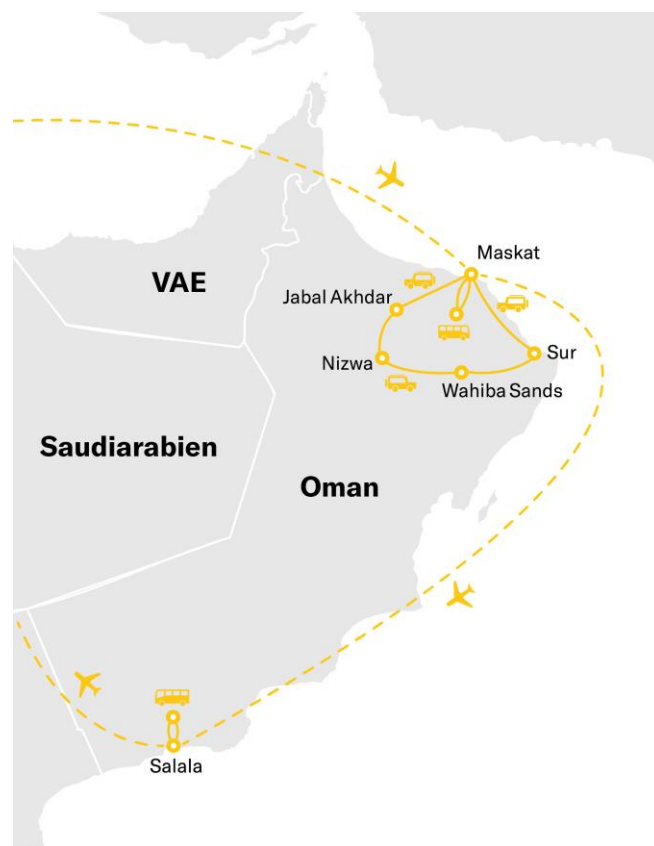 Maskat
VAE
Jabal Akhdar
Nizwa
Sur
Wahiba Sands
Saudiarabien
Oman
Salala